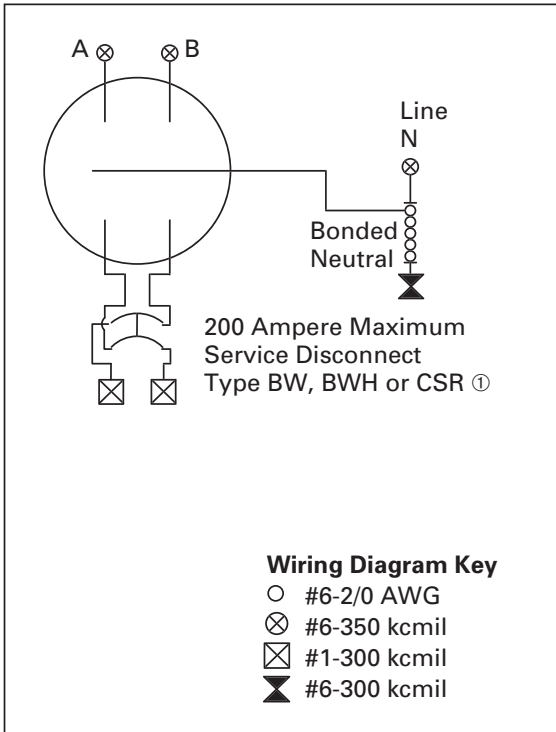 A
B
Line
N
Bonded
Neutral
200 Ampere Maximum
Service Disconnect
Type BW, BWH or CSR ①
Wiring Diagram Key
#6-2/0 AWG
#6-350 kcmil
#1-300 kcmil
#6-300 kcmil